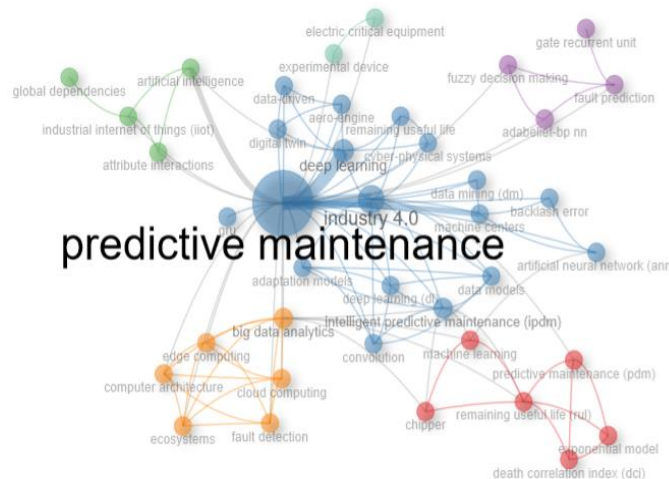 electric critical equipment
gate recurrent unit
experimental device
fuzzy decision making
artificial intelligence
global dependencies
fault prediction
data-driven
aero-engine
industrial internet of things (iiot)
digital twin
remaining useful life
adabelief-bp nn
cyber-physical systems
attribute interactions
deep learning
data mining (dm)
industry 4.0
machine centers
backlash error
gru
predictive maintenance
artificial neural network (ann
adaptation models
data models
deep learning (dl)
intelligent predictive maintenance (ipdm)
big data analytics
convolution
machine learning
edge computing
predictive maintenance (pdm)
computer architecture
cloud computing
chipper
remaining useful life (rul)
ecosystems
fault detection
exponential model
death correlation index (dci)